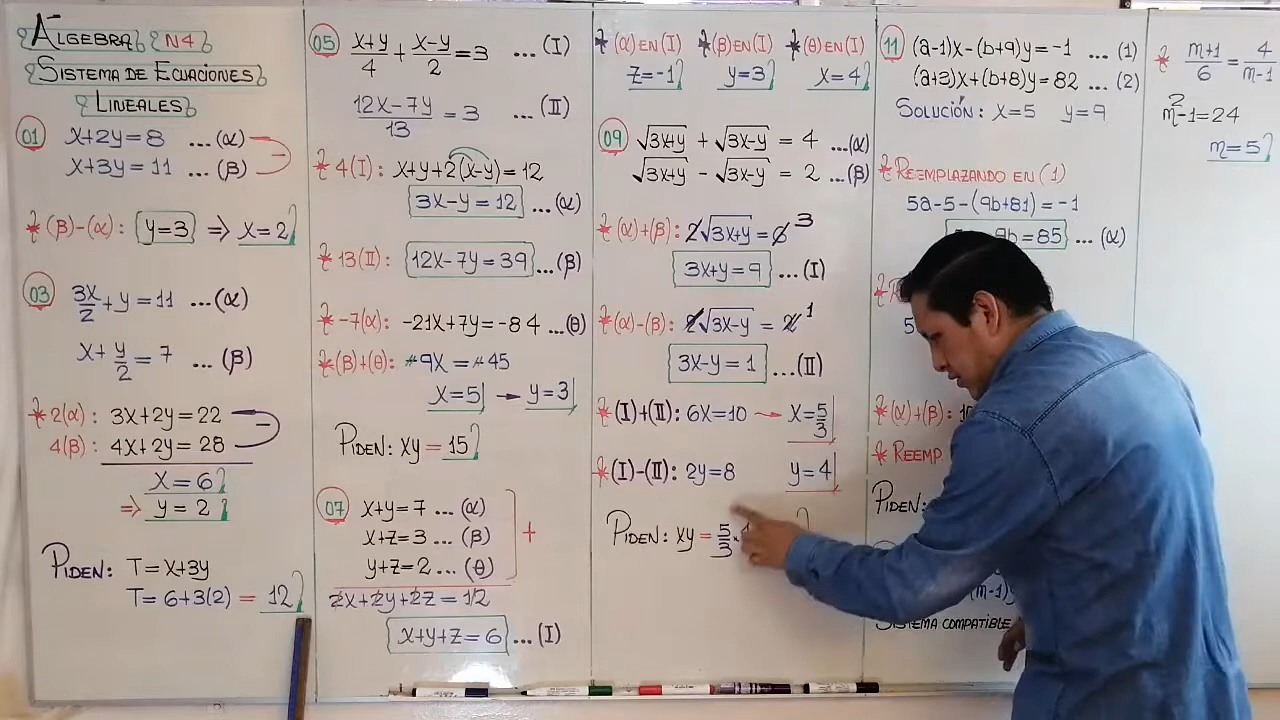 ÁLGEBRA N4
SISTEMA DE ECUACIONES
LINEALES
01 x+2y=8 ...(α)
x+3y=11 ...(β)
* (β)-(α): y=3 ⇒ x=2
03 3x/2+y=11 ...(α)
x+y/2=7 ...(β)
* 2(α): 3x+2y=22
4(β): 4x+2y=28
x=6
⇒ y=2
PIDEN: T=x+3y
T=6+3(2)=12
05 x+y/4+x-y/2=3 ...(I)
12x-7y/13=3 ...(II)
* 4(I): x+y+2(x-y)=12
3x-y=12 ...(α)
* 13(II): 12x-7y=39 ...(β)
* -7(α): -21x+7y=-84 ...(θ)
* (β)+(θ): -9x=-45
x=5 → y=3
PIDEN: xy=15
07 x+y=7 ...(α)
x+z=3 ...(β)
y+z=2 ...(θ)
+
2x+2y+2z=12
x+y+z=6 ...(I)
* (α) EN (I) * (β) EN (I) * (θ) EN (I)
z=-1 y=3 x=4
09 √3x+y + √3x-y = 4 ...(α)
√3x+y - √3x-y = 2 ...(β)
* (α)+(β): 2√3x+y=6 3
3x+y=9 ...(I)
* (α)-(β): 2√3x-y=2 1
3x-y=1 ...(II)
* (I)+(II): 6x=10 → x=5/3
* (I)-(II): 2y=8 y=4
PIDEN: xy=5/3.
11 (a-1)x-(b+9)y=-1 ... (1)
(a+3)x+(b+8)y=82 ... (2)
SOLUCIÓN: x=5 y=9
* REEMPLAZANDO EN (1)
5a-5-(9b+81)=-1
9b=85 ...(α)
* (α)+(β):
* REEMP
PIDEN:
(m-1)
SISTEMA COMPATIBLE
* m+1/6=4/m-1
m²-1=24
m=5